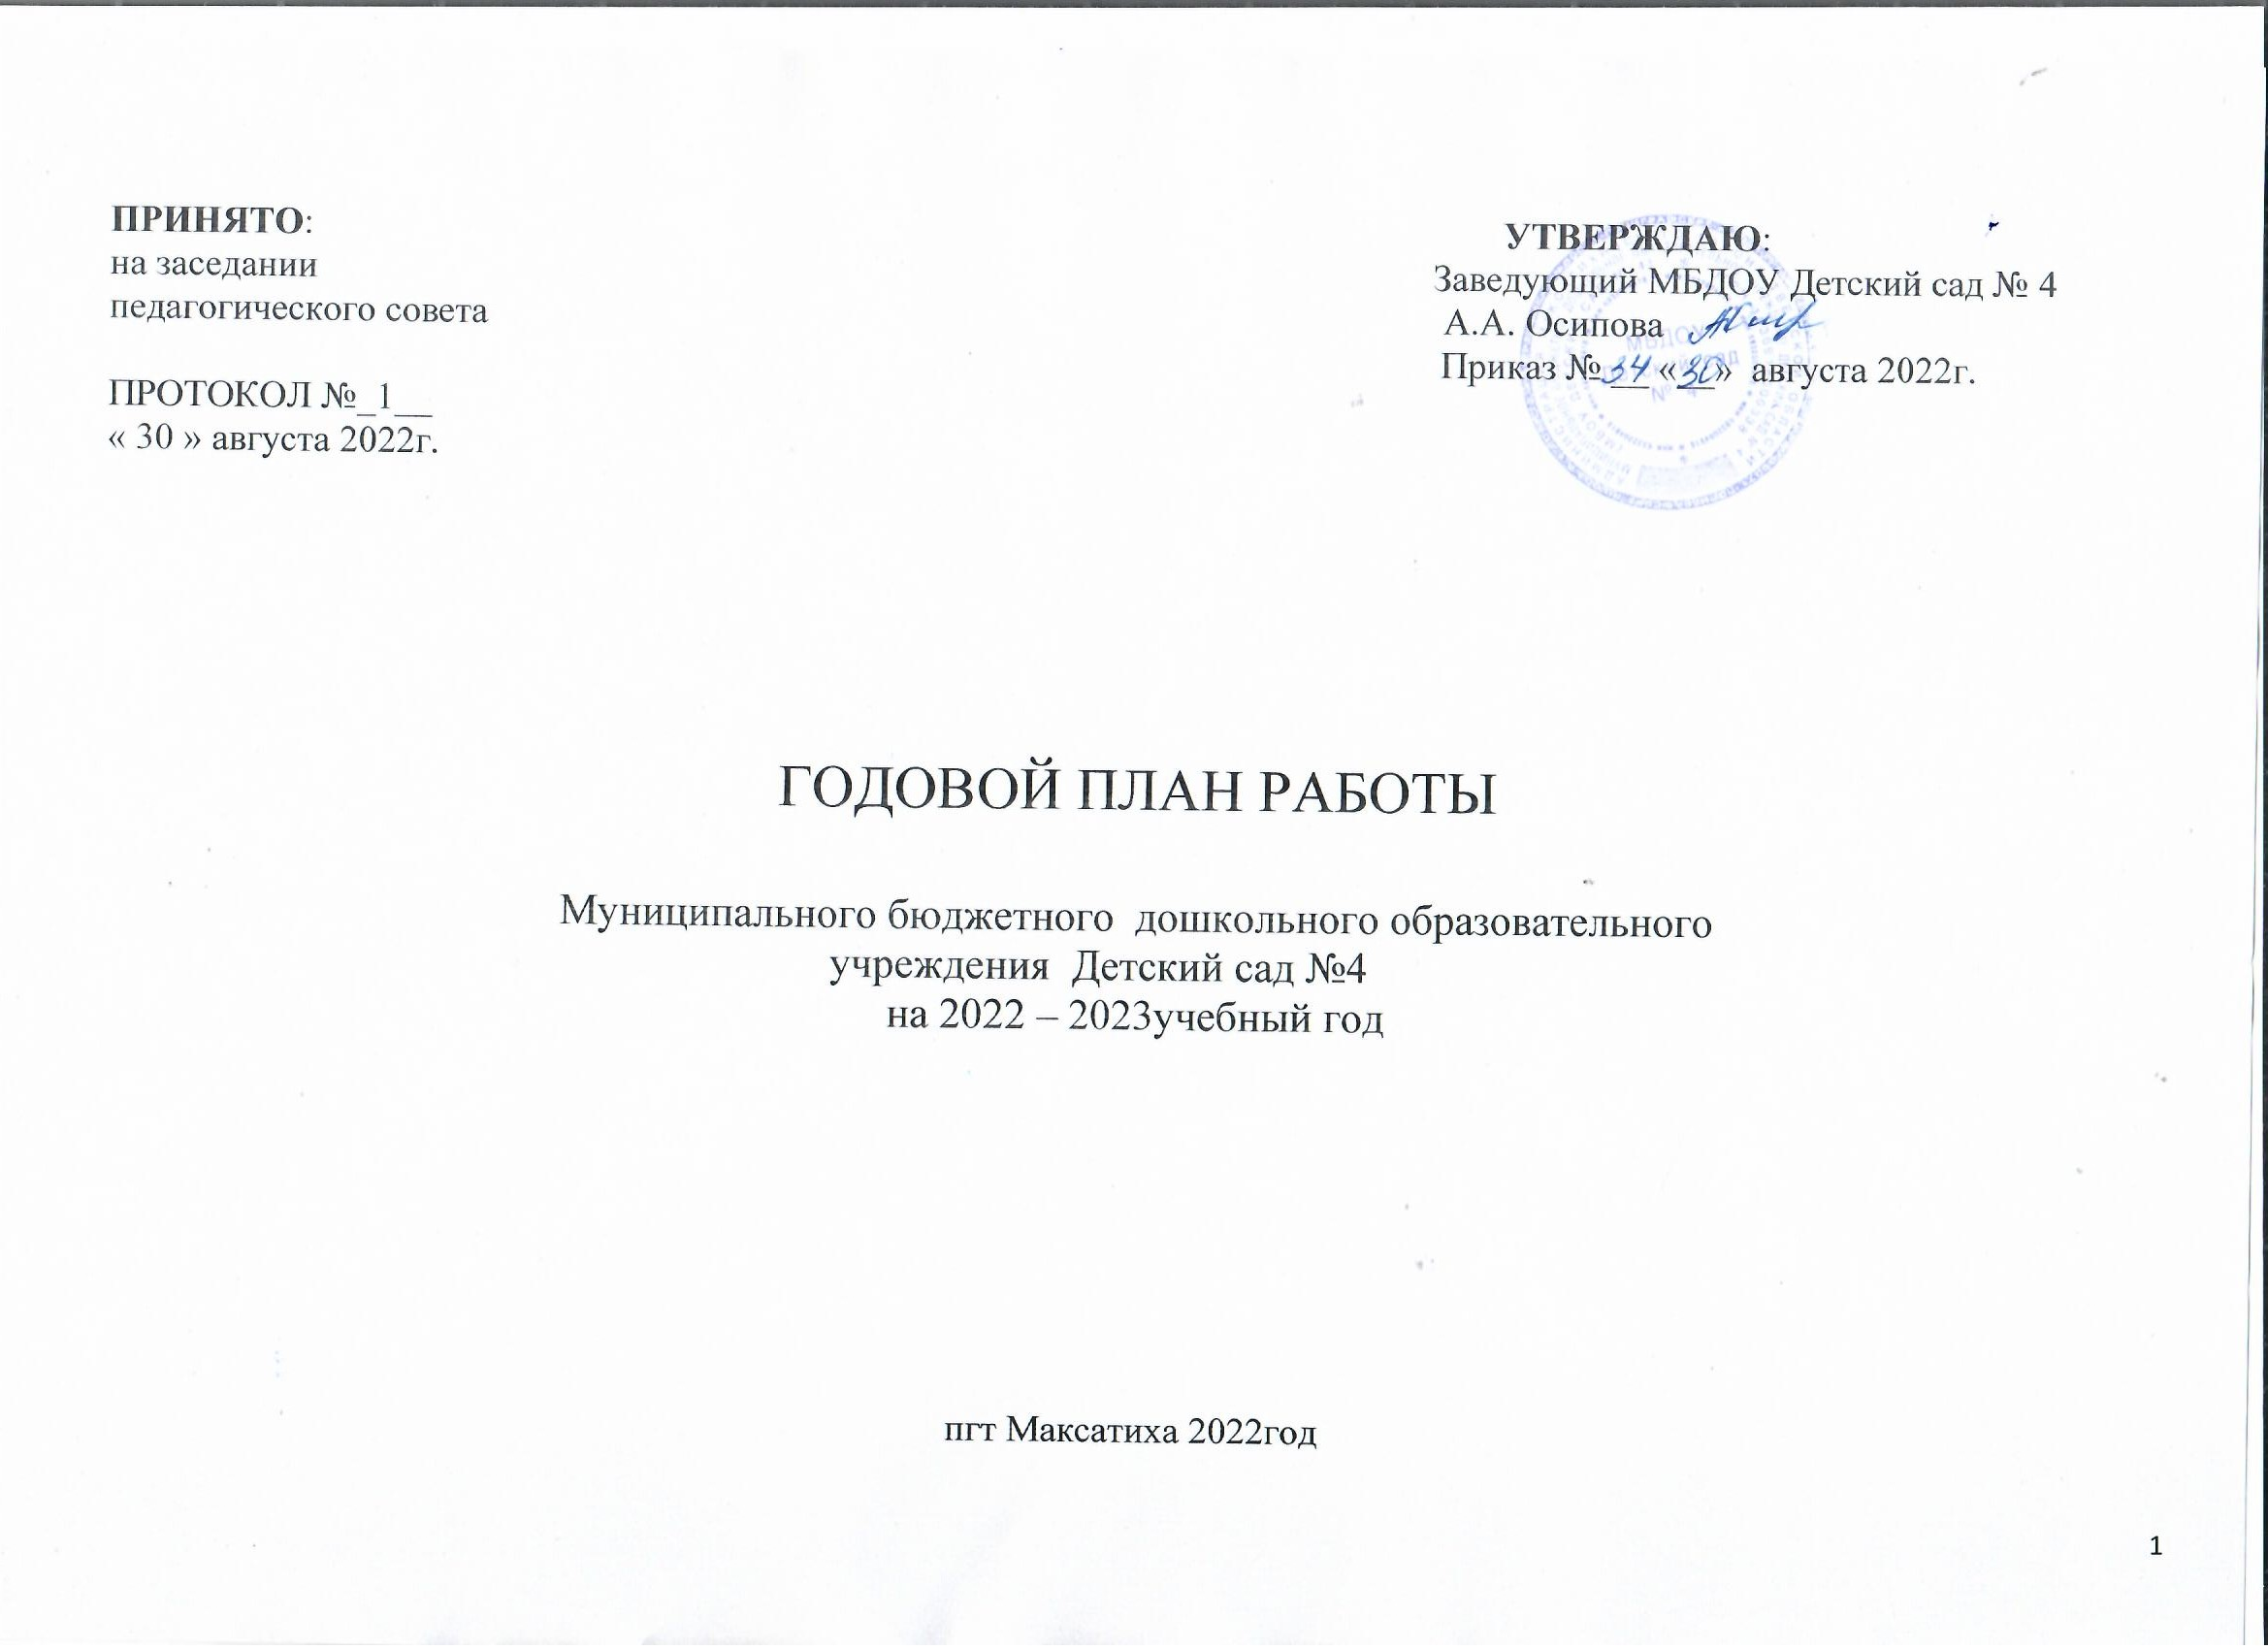 ПРИНЯТО:
на заседании
педагогического совета
ПРОТОКОЛ №_1__
« 30 » августа 2022г.
УТВЕРЖДАЮ:
Заведующий МБДОУ Детский сад № 4
А.А. Осипова
Приказ № 34 «30» августа 2022г.
ГОДОВОЙ ПЛАН РАБОТЫ
Муниципального бюджетного дошкольного образовательного
учреждения Детский сад №4
на 2022 – 2023учебный год
пгт Максатиха 2022год
1